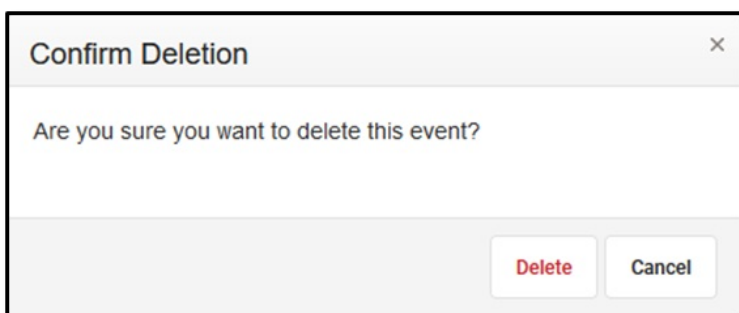 Confirm Deletion
Are you sure you want to delete this event?
Delete Cancel